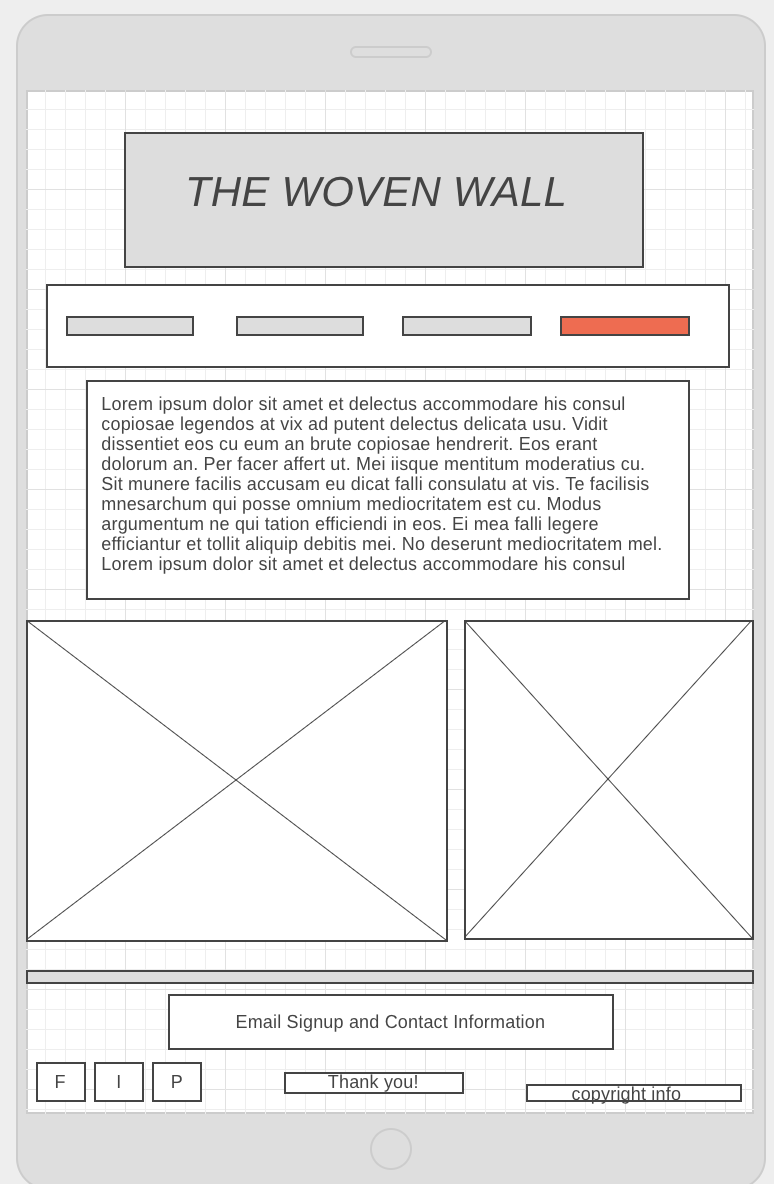 THE WOVEN WALL
Lorem ipsum dolor sit amet et delectus accommodare his consul
copiosae legendos at vix ad putent delectus delicata usu. Vidit
dissentiet eos cu eum an brute copiosae hendrerit. Eos erant
dolorum an. Per facer affert ut. Mei iisque mentitum moderatius cu.
Sit munere facilis accusam eu dicat falli consulatu at vis. Te facilisis
mnesarchum qui posse omnium mediocritatem est cu. Modus
argumentum ne qui tation efficiendi in eos. Ei mea falli legere
efficiantur et tollit aliquip debitis mei. No deserunt mediocritatem mel.
Lorem ipsum dolor sit amet et delectus accommodare his consul
Email Signup and Contact Information
F I P Thank you!
copyright info